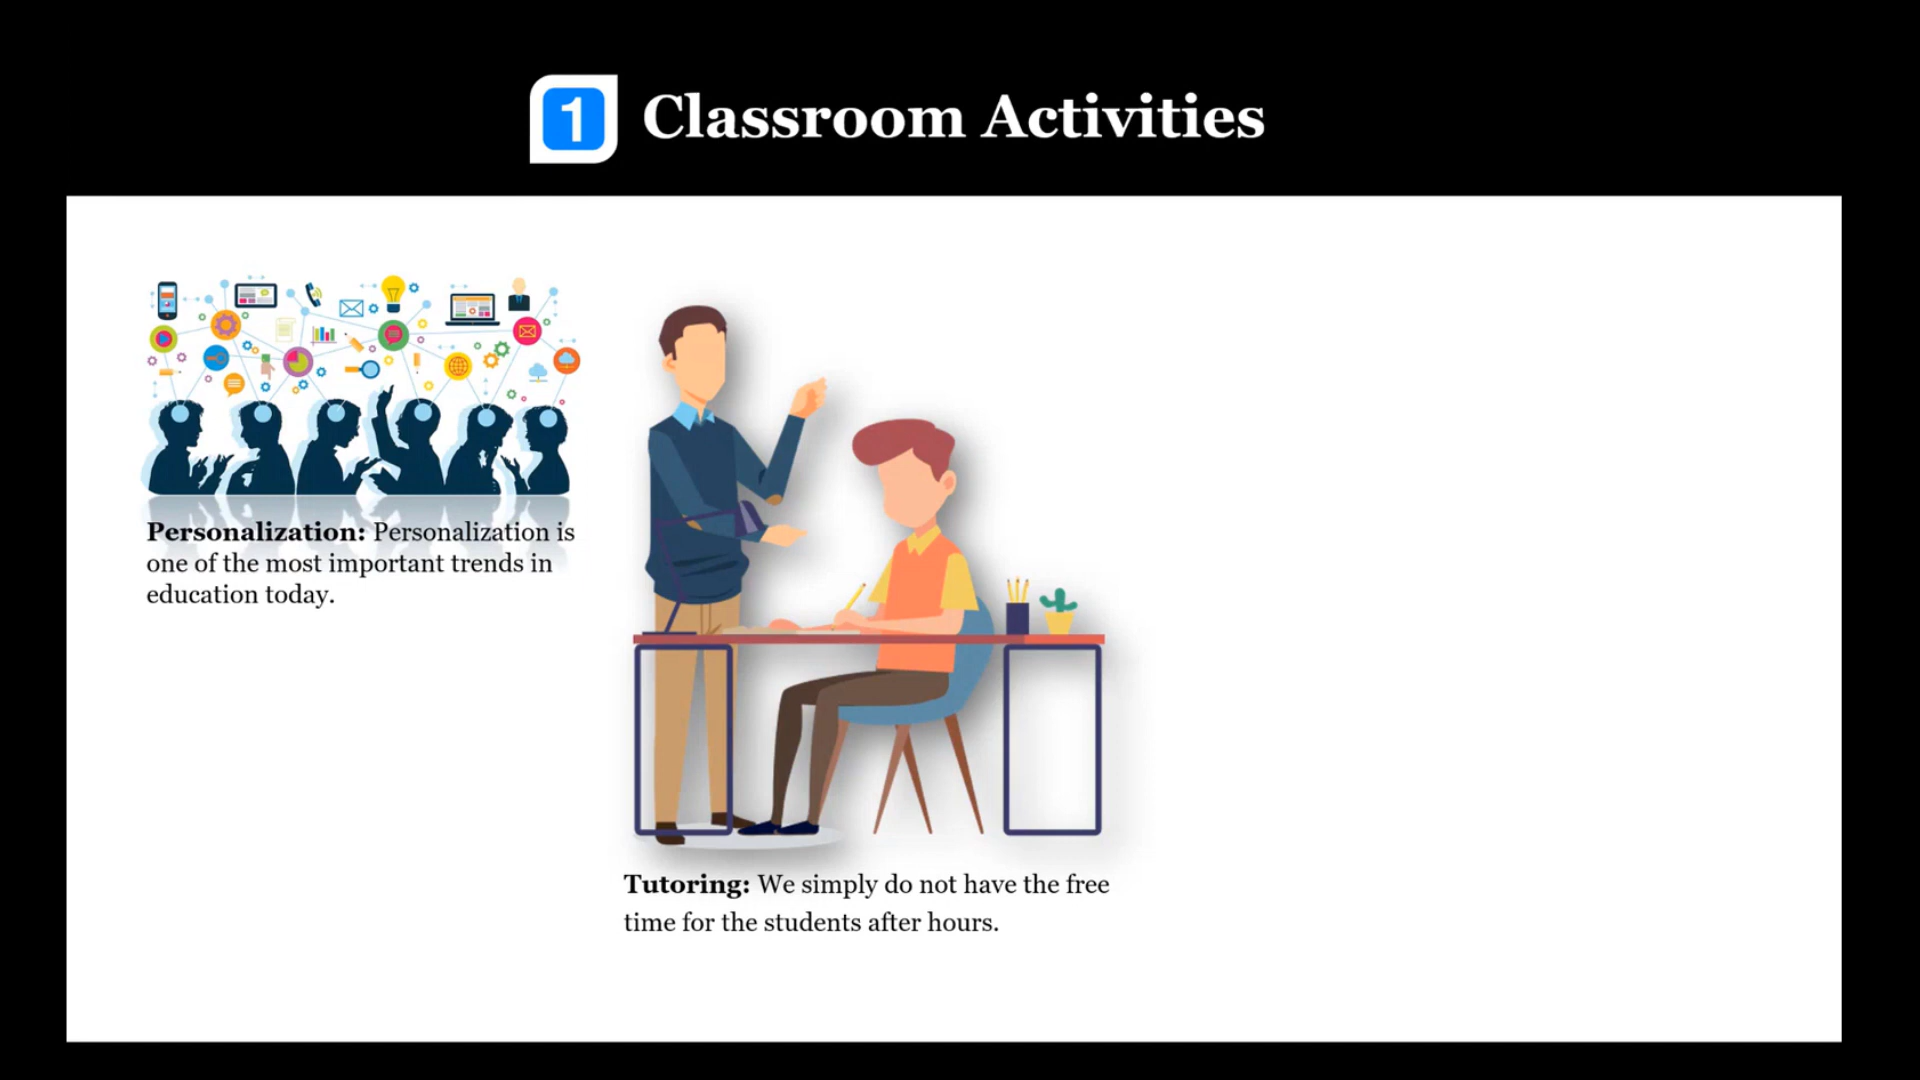 1 Classroom Activities
Personalization: Personalization is
one of the most important trends in
education today.
Tutoring: We simply do not have the free
time for the students after hours.